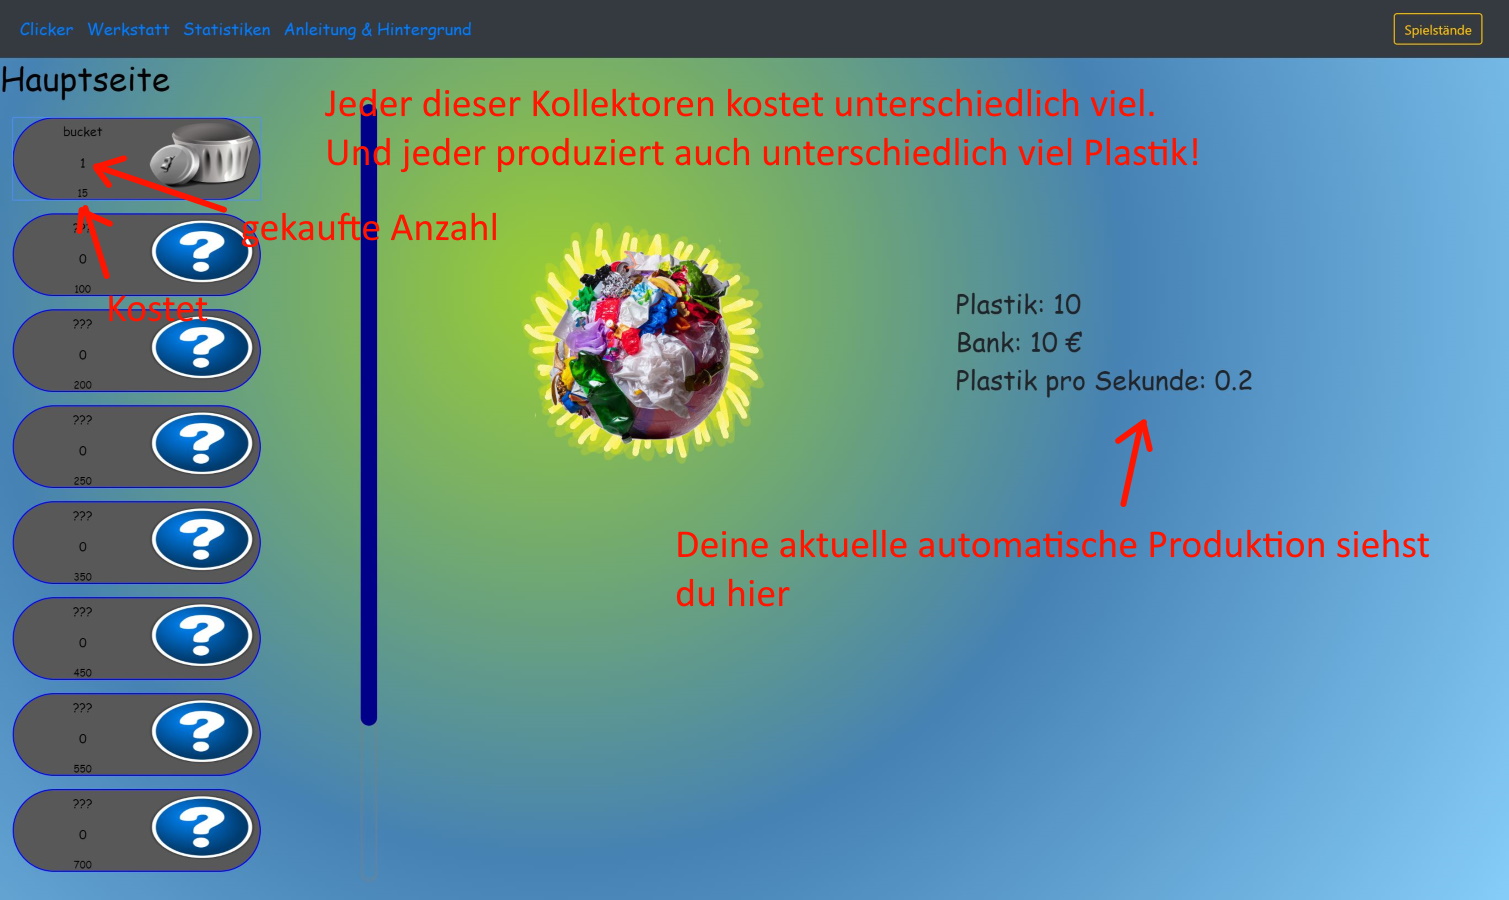 Clicker Werkstatt Statistiken Anleitung & Hintergrund
Spielstände
Hauptseite
Jeder dieser Kollektoren kostet unterschiedlich viel.
Und jeder produziert auch unterschiedlich viel Plastik!
bucket
1
15
gekaufte Anzahl
???
0
100
Kostet
???
0
200
???
0
250
???
0
350
???
0
450
???
0
550
???
0
700
Plastik: 10
Bank: 10 €
Plastik pro Sekunde: 0.2
Deine aktuelle automatische Produktion siehst
du hier